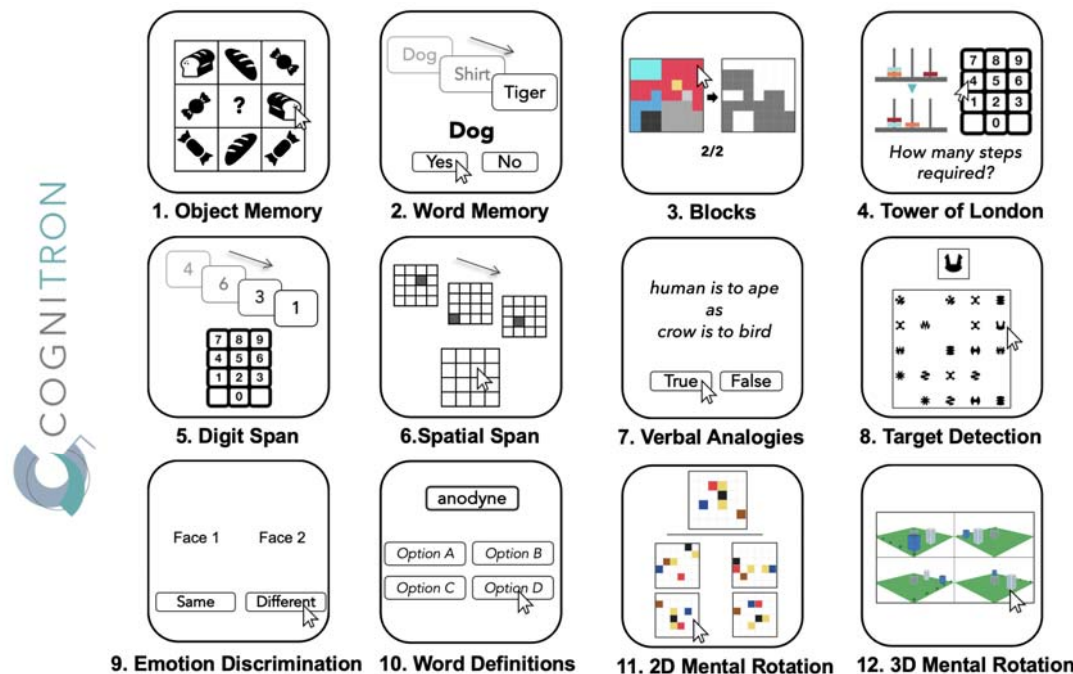 COGNITRON
?
1. Object Memory
Dog
Shirt
Tiger
Dog
Yes No
2. Word Memory
2/2
3. Blocks
7 8 9
4 5 6
1 2 3
0
How many steps
required?
4. Tower of London
4
6
3
1
7 8 9
4 5 6
1 2 3
0
5. Digit Span
6.Spatial Span
human is to ape
as
crow is to bird
True False
7. Verbal Analogies
8. Target Detection
Face 1 Face 2
Same Different
9. Emotion Discrimination
anodyne
Option A Option B
Option C Option D
10. Word Definitions
11. 2D Mental Rotation
12. 3D Mental Rotation